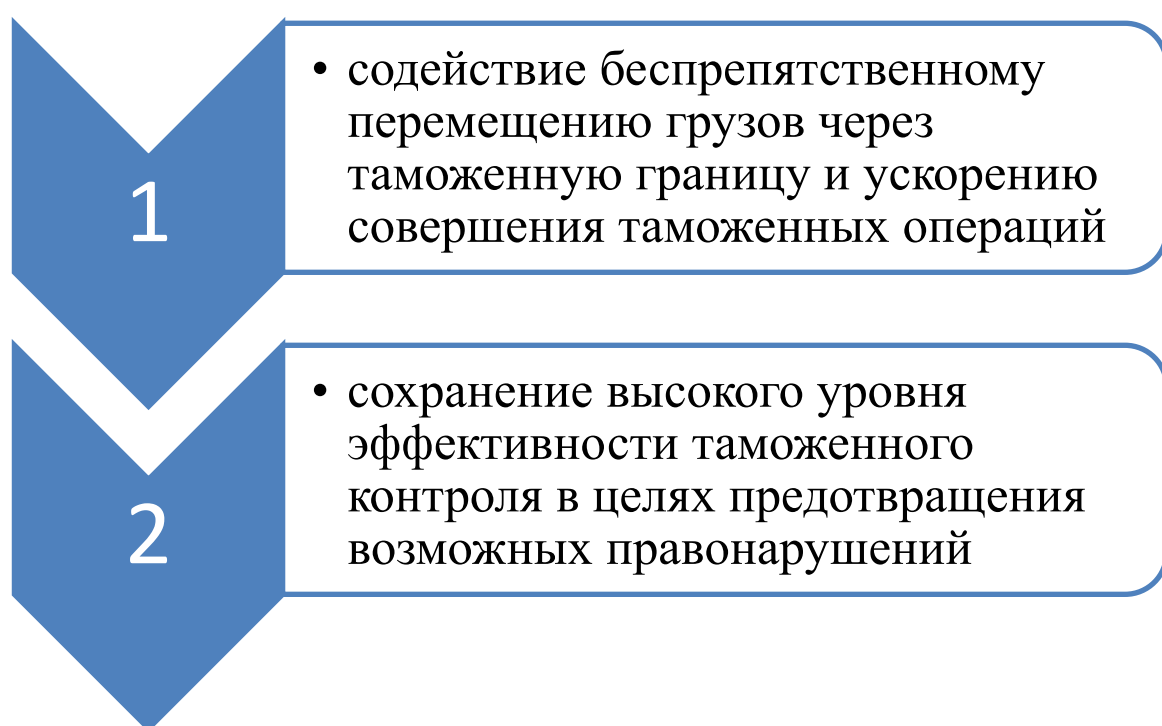 1
• содействие беспрепятственному
перемещению грузов через
таможенную границу и ускорению
совершения таможенных операций
2
• сохранение высокого уровня
эффективности таможенного
контроля в целях предотвращения
возможных правонарушений